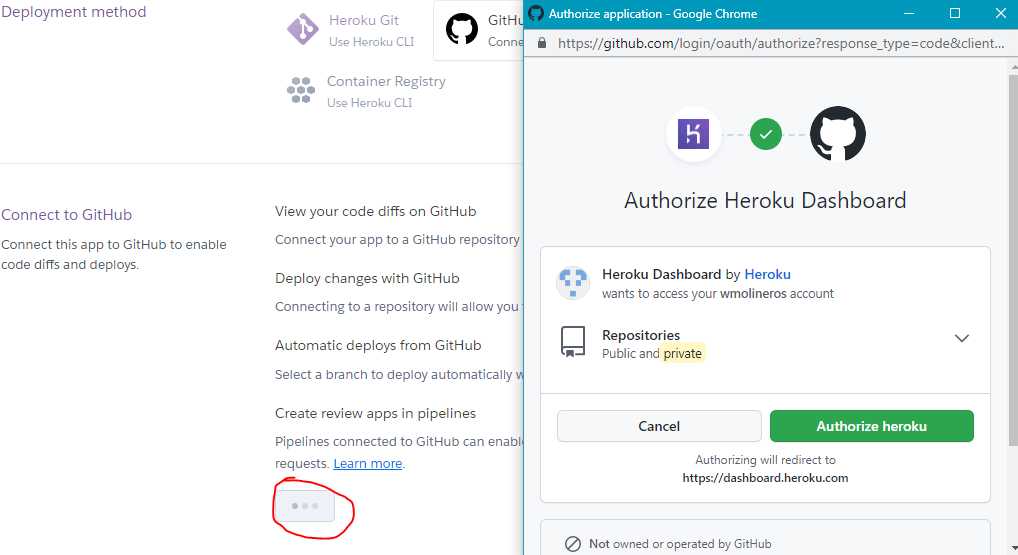 Deployment method
Heroku Git
Use Heroku CLI
Container Registry
Use Heroku CLI
Connect to GitHub
Connect this app to GitHub to enable
code diffs and deploys.
View your code diffs on GitHub
Connect your app to a GitHub repository
Deploy changes with GitHub
Connecting to a repository will allow you
Automatic deploys from GitHub
Select a branch to deploy automatically
Create review apps in pipelines
Pipelines connected to GitHub can
requests. Learn more.
Authorize application - Google Chrome
https://github.com/login/oauth/authorize?response_type=code&client...
Authorize Heroku Dashboard
Heroku Dashboard by Heroku
wants to access your wmolineros account
Repositories
Public and private
Cancel
Authorize heroku
Authorizing will redirect to
https://dashboard.heroku.com
Not owned or operated by GitHub